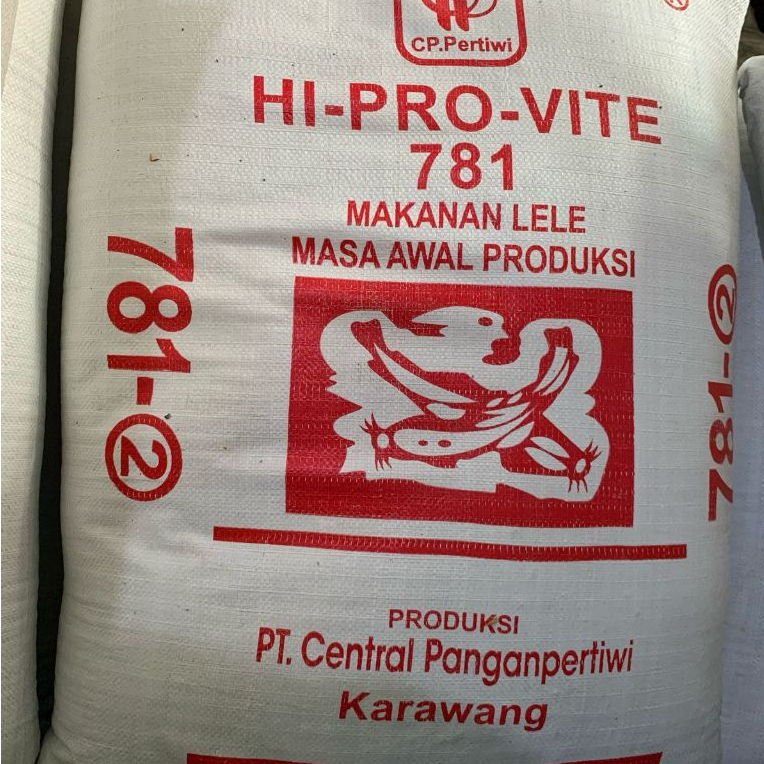 CP.Pertiwi
HI-PRO-VITE
781
MAKANAN LELE
MASA AWAL PRODUKSI
781-②
781-②
PRODUKSI
PT. Central Panganpertiwi
Karawang